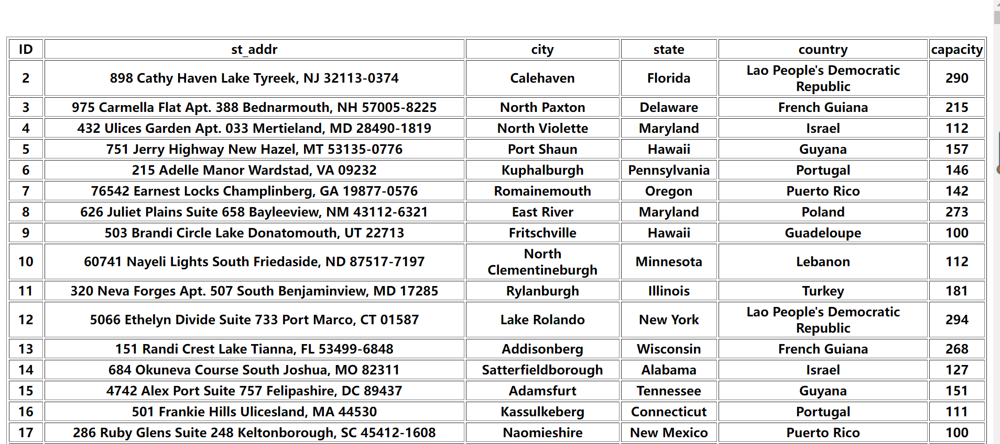 ID st_addr city state country capacity
2 898 Cathy Haven Lake Tyreek, NJ 32113-0374 Calehaven Florida Lao People's Democratic Republic 290
3 975 Carmella Flat Apt. 388 Bednarmouth, NH 57005-8225 North Paxton Delaware French Guiana 215
4 432 Ulices Garden Apt. 033 Mertieland, MD 28490-1819 North Violette Maryland Israel 112
5 751 Jerry Highway New Hazel, MT 53135-0776 Port Shaun Hawaii Guyana 157
6 215 Adelle Manor Wardstad, VA 09232 Kuphalburgh Pennsylvania Portugal 146
7 76542 Earnest Locks Champlinberg, GA 19877-0576 Romainemouth Oregon Puerto Rico 142
8 626 Juliet Plains Suite 658 Bayleeview, NM 43112-6321 East River Maryland Poland 273
9 503 Brandi Circle Lake Donatomouth, UT 22713 Fritschville Hawaii Guadeloupe 100
10 60741 Nayeli Lights South Friedaside, ND 87517-7197 North Clementineburgh Minnesota Lebanon 112
11 320 Neva Forges Apt. 507 South Benjaminview, MD 17285 Rylanburgh Illinois Turkey 181
12 5066 Ethelyn Divide Suite 733 Port Marco, CT 01587 Lake Rolando New York Lao People's Democratic Republic 294
13 151 Randi Crest Lake Tianna, FL 53499-6848 Addisonberg Wisconsin French Guiana 268
14 684 Okuneva Course South Joshua, MO 82311 Satterfieldborough Alabama Israel 127
15 4742 Alex Port Suite 757 Felipashire, DC 89437 Adamsfurt Tennessee Guyana 151
16 501 Frankie Hills Ulicesland, MA 44530 Kassulkeberg Connecticut Portugal 111
17 286 Ruby Glens Suite 248 Keltonborough, SC 45412-1608 Naomieshire New Mexico Puerto Rico 100